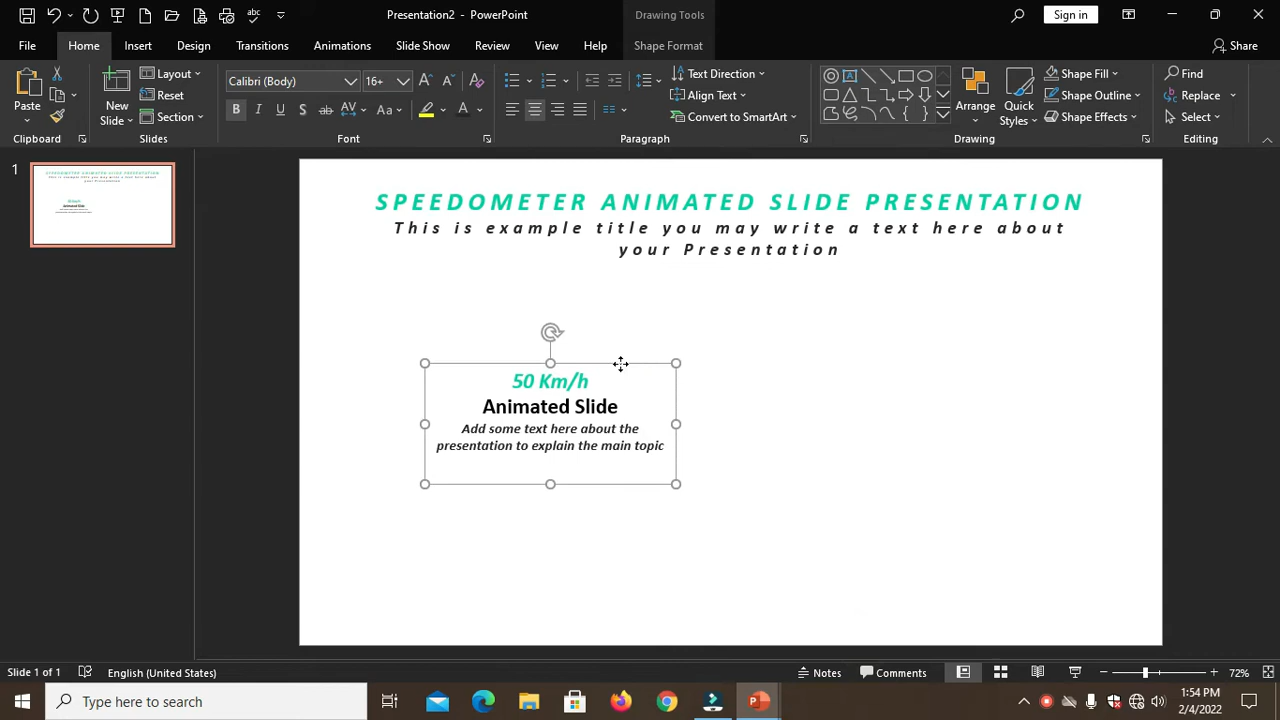 Presentation2 - PowerPoint
Drawing Tools
Sign in
File
Home
Insert
Design
Transitions
Animations
Slide Show
Review
View
Help
Shape Format
Share
Paste
New
Slide
Layout
Reset
Section
Calibri (Body)
16+
Text Direction
Align Text
Convert to SmartArt
Arrange
Quick
Styles
Shape Fill
Shape Outline
Shape Effects
Find
Replace
Select
Clipboard
Slides
Font
Paragraph
Drawing
Editing
1
SPEEDOMETER ANIMATED SLIDE PRESENTATION
This is example title you may write a text here about
your Presentation
50 Km/h
Animated Slide
Add some text here about the
presentation to explain the main topic
Slide 1 of 1
English (United States)
Notes
Comments
72%
Type here to search
1:54 PM
2/4/2022